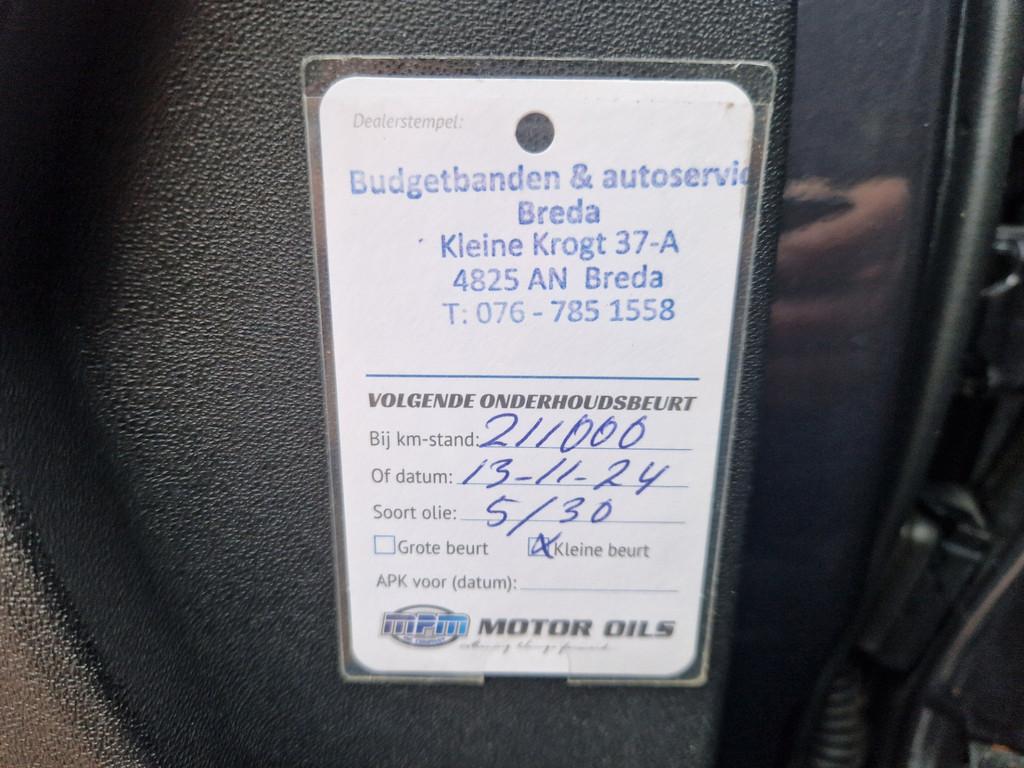 Dealerstempel:
Budgetbanden & autoservic
Breda
Kleine Krogt 37-A
4825 AN Breda
T: 076 - 785 1558
VOLGENDE ONDERHOUDSBEURT
Bij km-stand: 211000
Of datum: 13-11-24
Soort olie: 5/30
Grote beurt Kleine beurt
APK voor (datum):
MPM MOTOR OILS